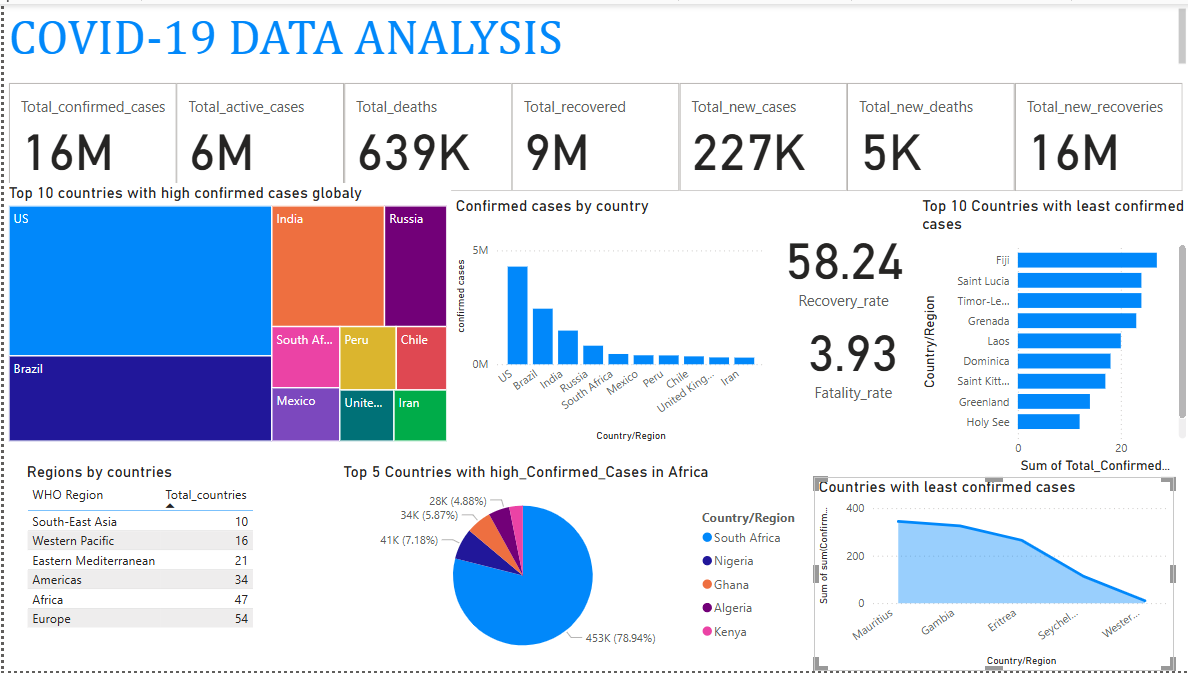 COVID-19 DATA ANALYSIS
Total_confirmed_cases
16M
Total_active_cases
6M
Total_deaths
639K
Total_recovered
9M
Total_new_cases
227K
Total_new_deaths
5K
Total_new_recoveries
16M
Top 10 countries with high confirmed cases globaly
US
India
Russia
Brazil
South Af...
Peru
Chile
Mexico
Unite...
Iran
Confirmed cases by country
confirmed cases
5M
0M
US
Brazil
India
Russia
South Africa
Mexico
Peru
Chile
United King...
Iran
Country/Region
58.24
Recovery_rate
3.93
Fatality_rate
Top 10 Countries with least confirmed
cases
Country/Region
Fiji
Saint Lucia
Timor-Le...
Grenada
Laos
Dominica
Saint Kitt...
Greenland
Holy See
0
20
Sum of Total_Confirmed...
Regions by countries
WHO Region Total_countries
South-East Asia 10
Western Pacific 16
Eastern Mediterranean 21
Americas 34
Africa 47
Europe 54
Top 5 Countries with high_Confirmed_Cases in Africa
28K (4.88%)
34K (5.87%)
41K (7.18%)
453K (78.94%)
Country/Region
South Africa
Nigeria
Ghana
Algeria
Kenya
Countries with least confirmed cases
Sum of sum(Confirm...
400
200
0
Mauritius
Gambia
Eritrea
Seychel...
Wester...
Country/Region